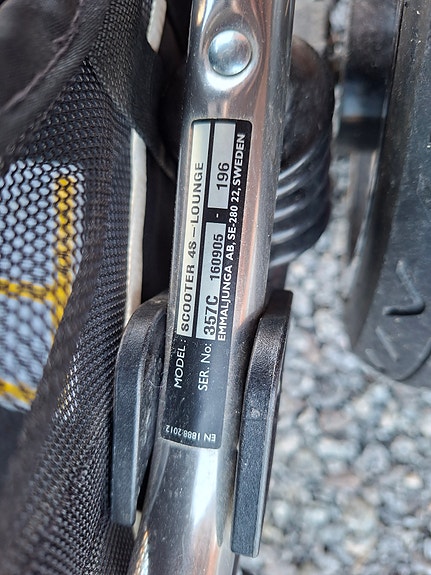 MODEL: SCOOTER 4S-LOUNGE
SER. No: 357C 160905 - 196
EMMALJUNGA AB, SE-280 22, SWEDEN
EN 1888:2012